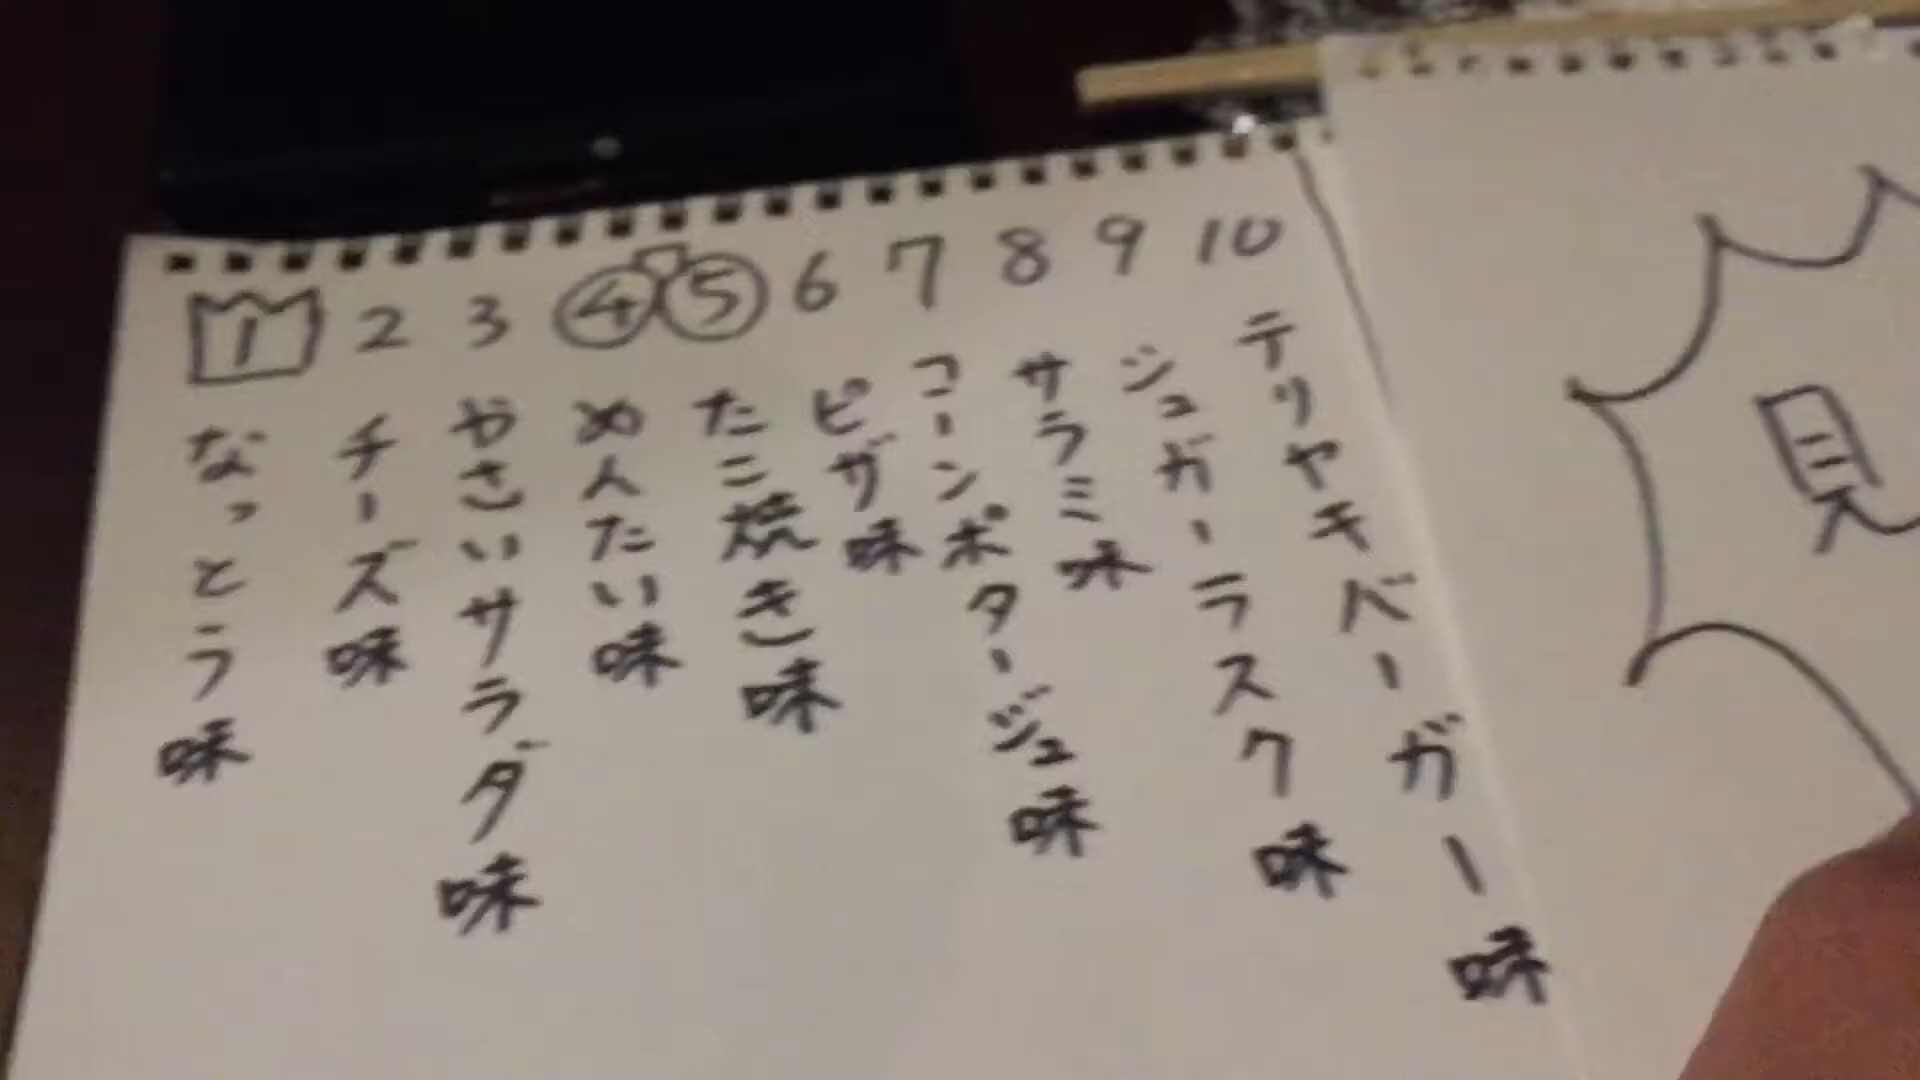 1 なっとう味
2 チーズ味
3 やさいサラダ味
4 めんたい味
5 たこ焼き味
6 ピザ味
7 コーンポタージュ味
8 サラミ味
9 シュガーラスク味
10 テリヤキバーガー味
見